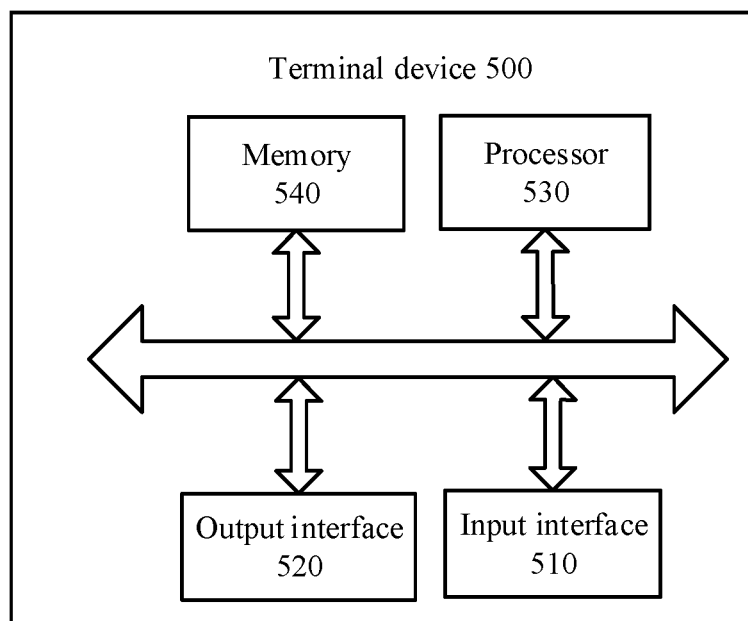 Terminal device 500
Memory
540
Processor
530
Output interface
520
Input interface
510